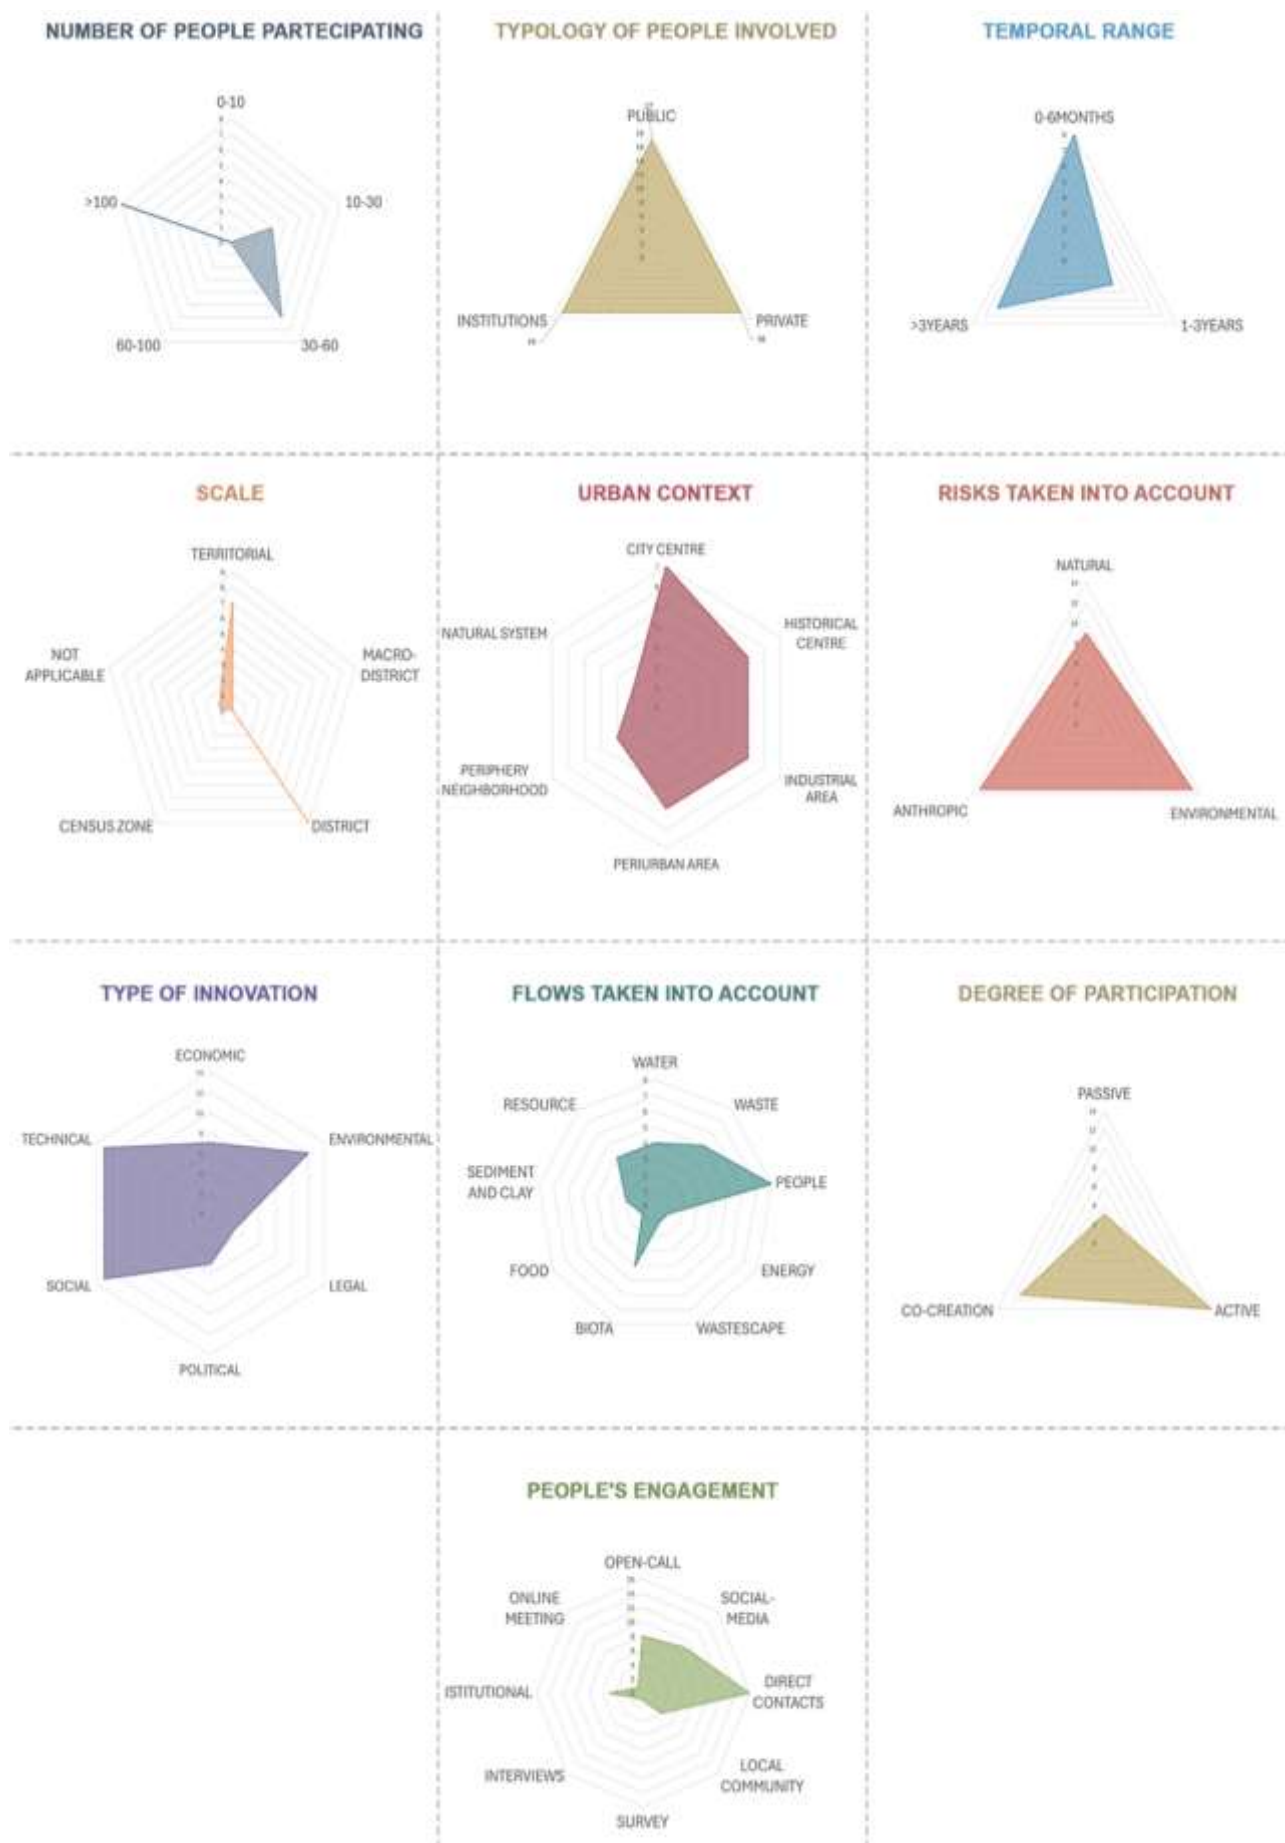 NUMBER OF PEOPLE PARTECIPATING
0-10
10-30
30-60
60-100
>100
TYPOLOGY OF PEOPLE INVOLVED
PUBLIC
PRIVATE
INSTITUTIONS
TEMPORAL RANGE
0-6MONTHS
1-3YEARS
>3YEARS
SCALE
TERRITORIAL
MACRO-
DISTRICT
DISTRICT
CENSUS ZONE
NOT
APPLICABLE
URBAN CONTEXT
CITY CENTRE
HISTORICAL
CENTRE
INDUSTRIAL
AREA
PERIURBAN AREA
PERIPHERY
NEIGHBORHOOD
NATURAL SYSTEM
RISKS TAKEN INTO ACCOUNT
NATURAL
ENVIRONMENTAL
ANTHROPIC
TYPE OF INNOVATION
ECONOMIC
ENVIRONMENTAL
LEGAL
POLITICAL
SOCIAL
TECHNICAL
FLOWS TAKEN INTO ACCOUNT
WATER
WASTE
PEOPLE
ENERGY
WASTESCAPE
BIOTA
FOOD
SEDIMENT
AND CLAY
RESOURCE
DEGREE OF PARTICIPATION
PASSIVE
ACTIVE
CO-CREATION
PEOPLE'S ENGAGEMENT
OPEN-CALL
SOCIAL-
MEDIA
DIRECT
CONTACTS
LOCAL
COMMUNITY
SURVEY
INTERVIEWS
ISTITUTIONAL
ONLINE
MEETING